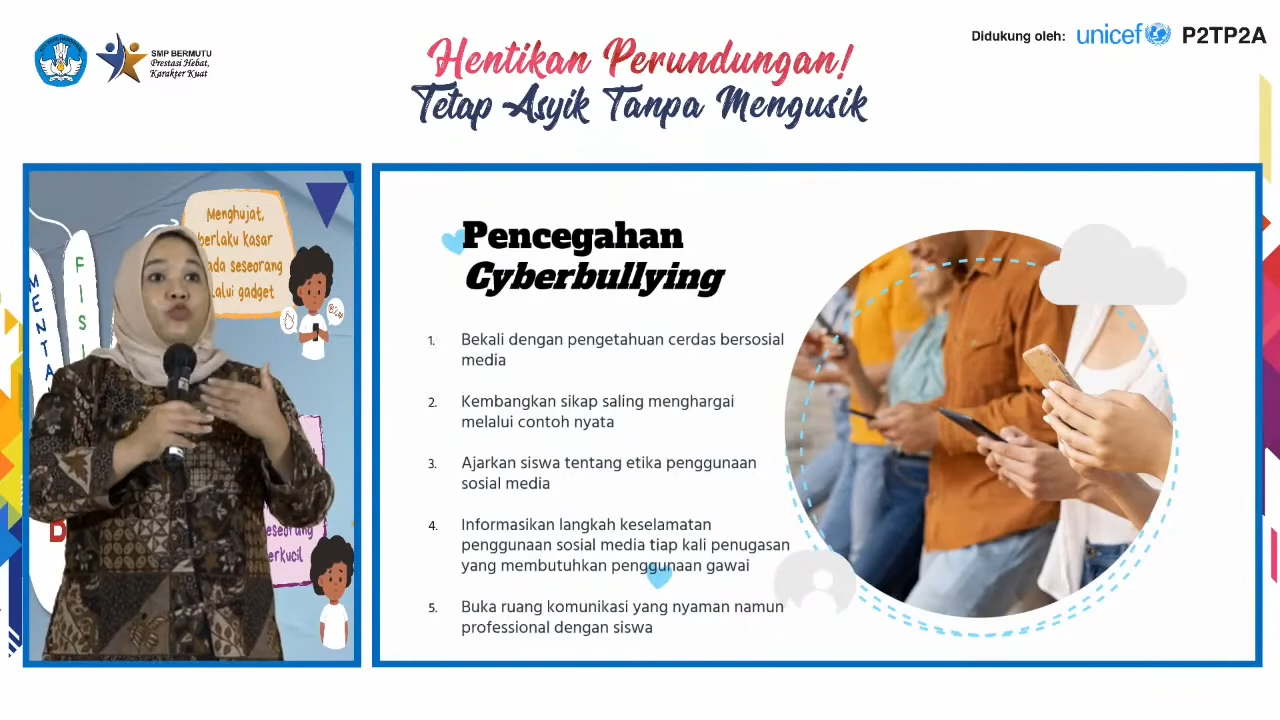 SMP BERMUTU
Prestasi Hebat,
Karakter Kuat
Hentikan Perundungan!
Tetap Asyik Tanpa Mengusik
Didukung oleh: unicef P2TP2A
Menghujat,
berlaku kasar
seseorang
gadget
MENTA
FISI
seseorang
D
Pencegahan
Cyberbullying
1. Bekali dengan pengetahuan cerdas bersosial
media
2. Kembangkan sikap saling menghargai
melalui contoh nyata
3. Ajarkan siswa tentang etika penggunaan
sosial media
4. Informasikan langkah keselamatan
penggunaan sosial media tiap kali penugasan
yang membutuhkan penggunaan gawai
5. Buka ruang komunikasi yang nyaman namun
professional dengan siswa